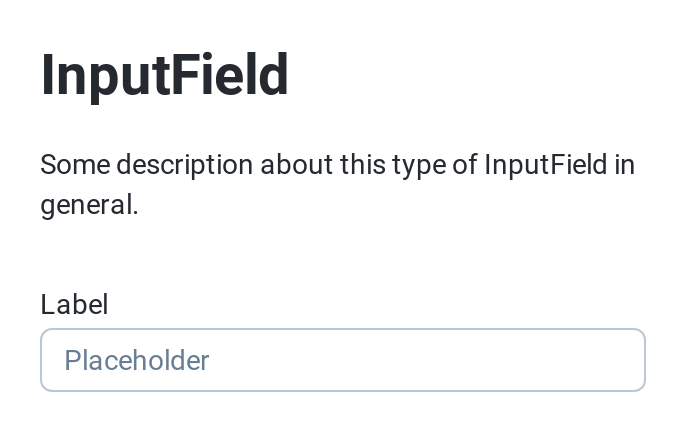 InputField
Some description about this type of InputField in
general.
Label
Placeholder